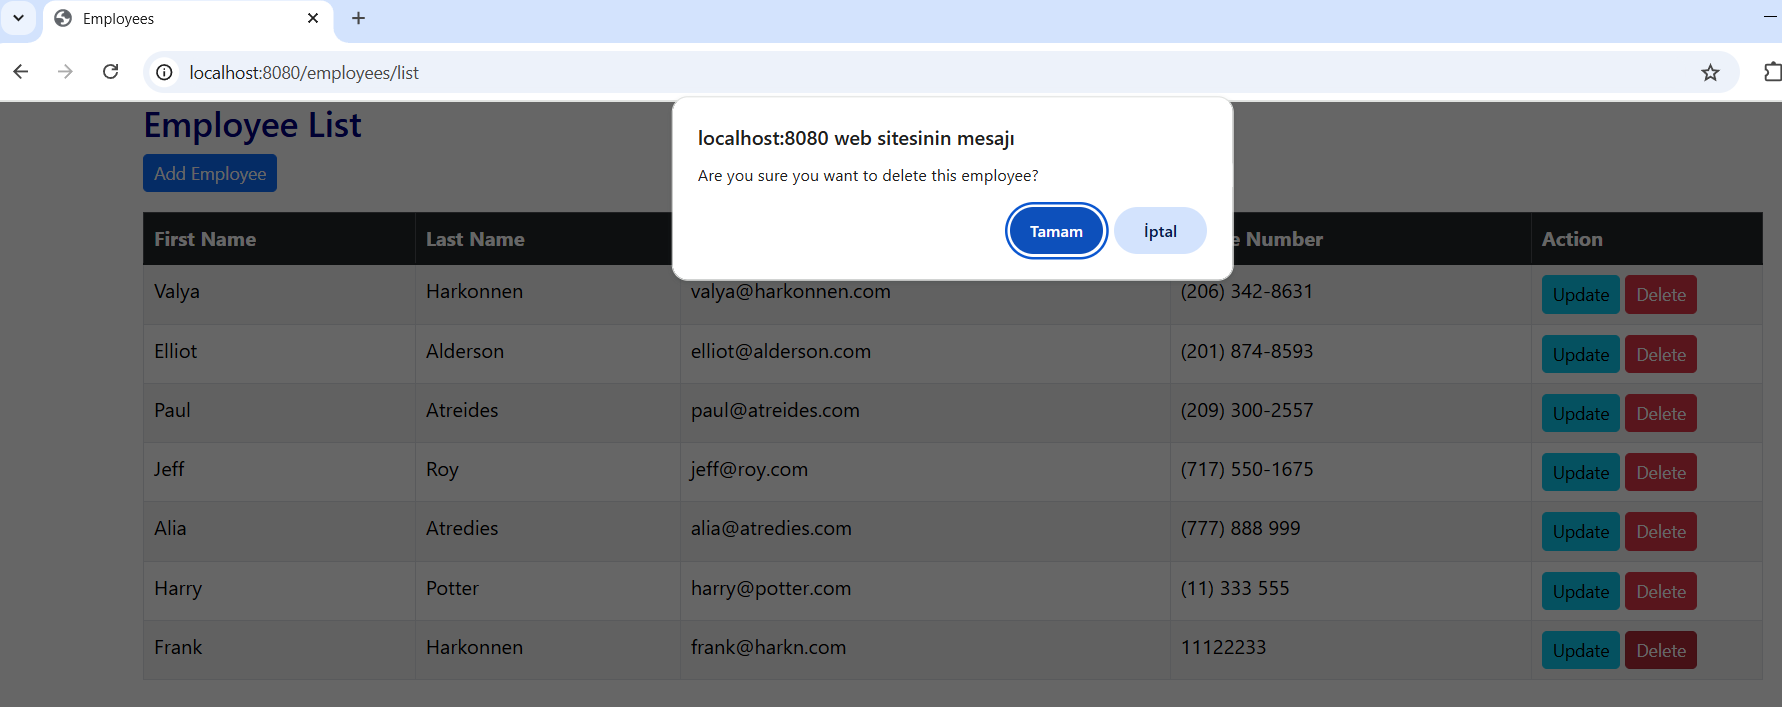 Employees
localhost:8080/employees/list
Employee List
localhost:8080 web sitesinin mesajı
Are you sure you want to delete this employee?
Tamam İptal
Add Employee
First Name Last Name e Number Action
Valya Harkonnen valya@harkonnen.com (206) 342-8631 Update Delete
Elliot Alderson elliot@alderson.com (201) 874-8593 Update Delete
Paul Atreides paul@atreides.com (209) 300-2557 Update Delete
Jeff Roy jeff@roy.com (717) 550-1675 Update Delete
Alia Atredies alia@atredies.com (777) 888 999 Update Delete
Harry Potter harry@potter.com (11) 333 555 Update Delete
Frank Harkonnen frank@harkn.com 11122233 Update Delete